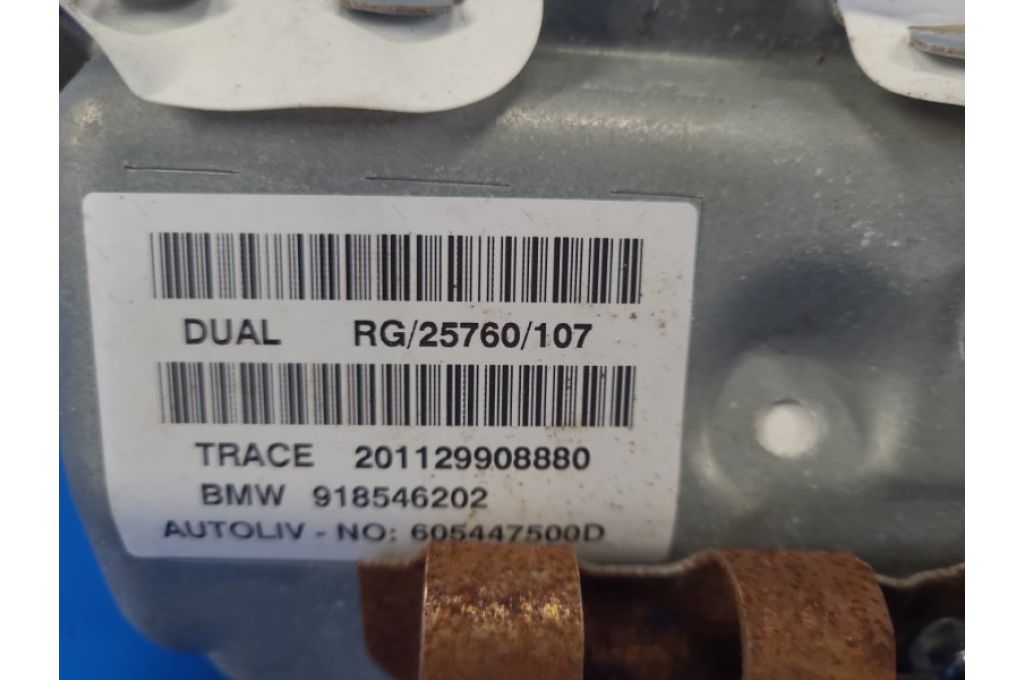 DUAL RG/25760/107
TRACE 201129908880
BMW 918546202
AUTOLIV - NO: 605447500D